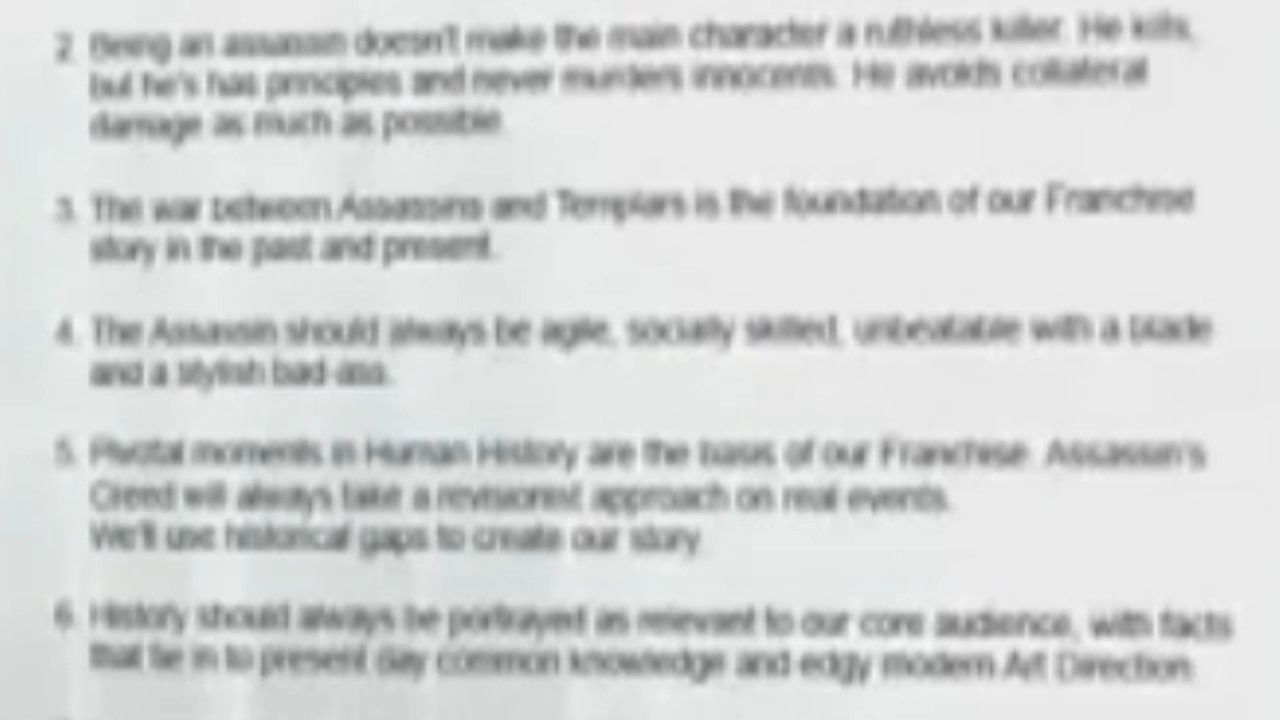 2. Being an assassin doesn't make the main character a ruthless killer. He kills,
but he's has principles and never murders innocents. He avoids collateral
damage as much as possible.
3. The war between Assassins and Templars is the foundation of our Franchise
story in the past and present.
4. The Assassin should always be agile, socially skilled, unbeatable with a blade
and a stylish bad-ass.
5. Pivotal moments in Human History are the basis of our Franchise. Assassin's
Creed will always take a revisionist approach on real events.
We'll use historical gaps to create our story.
6. History should always be portrayed as relevant to our core audience, with facts
that tie in to present day common knowledge and edgy modern Art Direction.